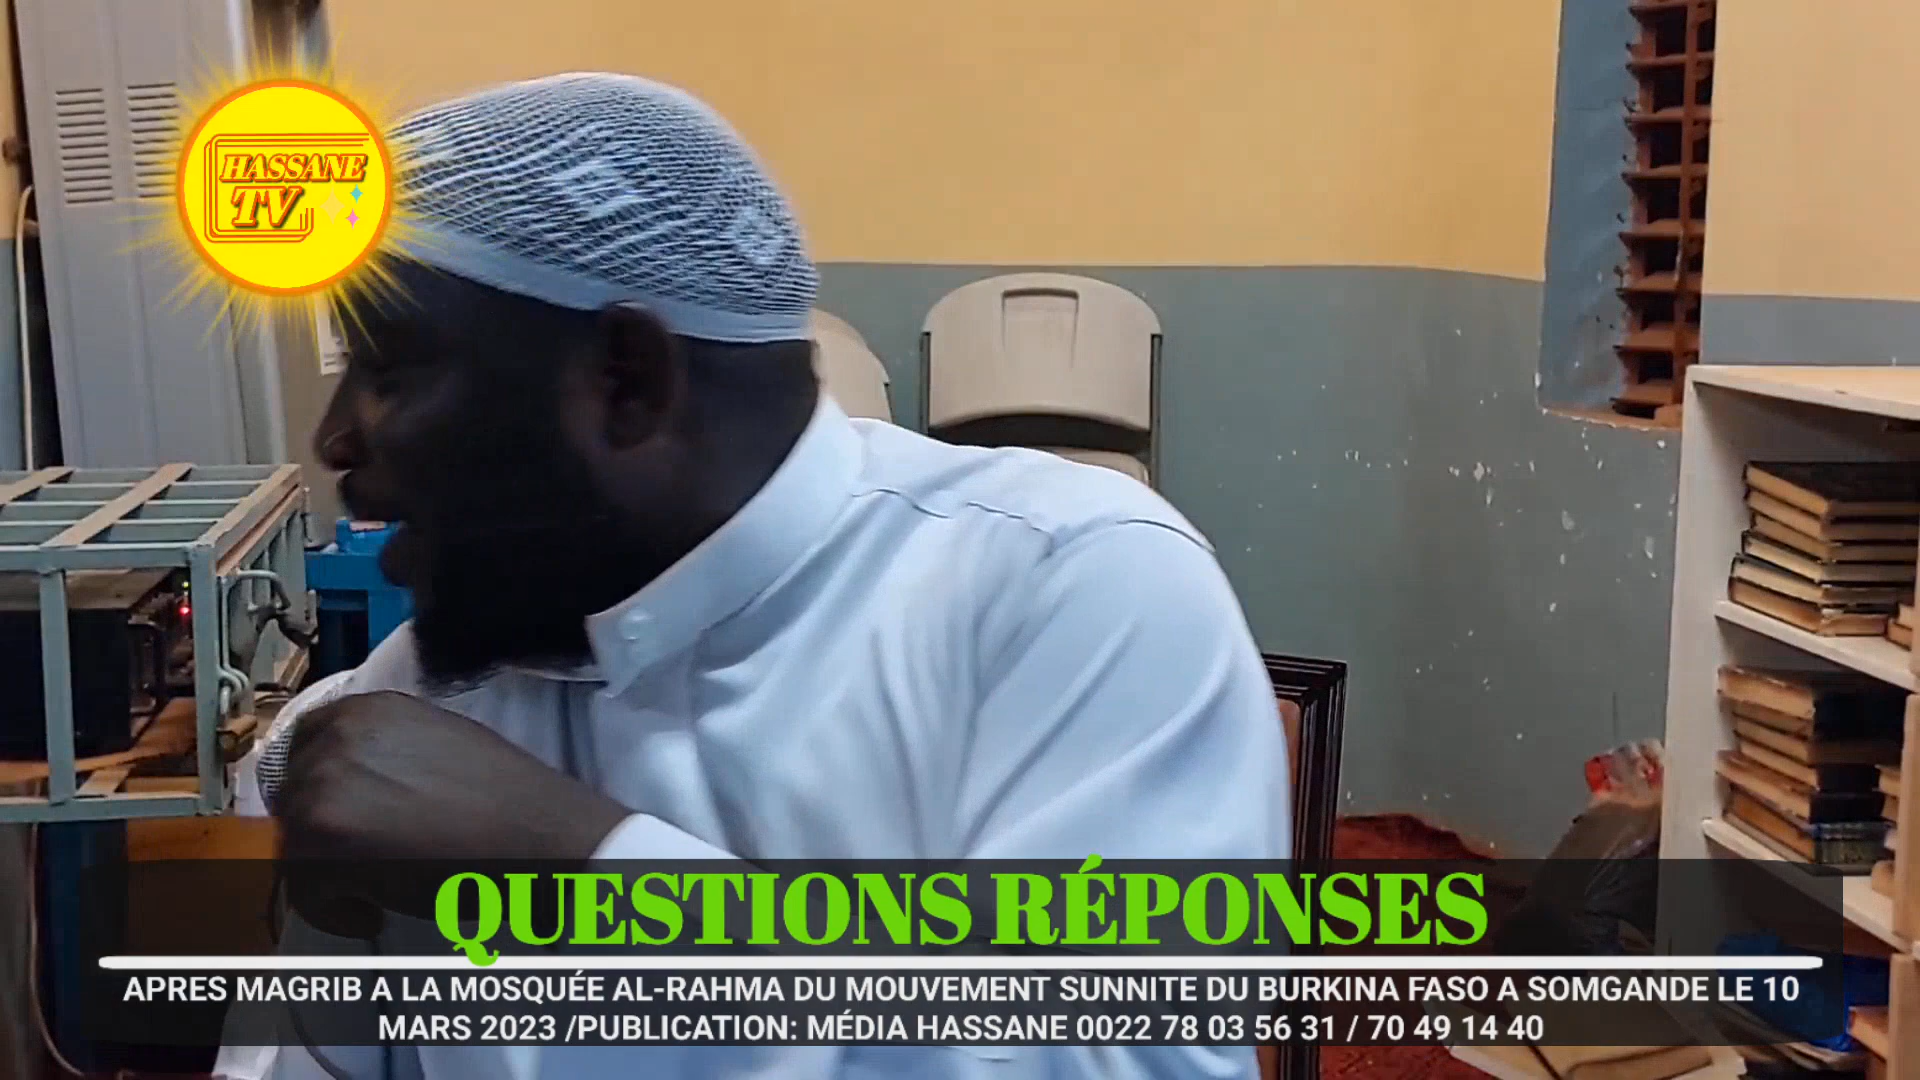 HASSANE
TV
QUESTIONS RÉPONSES
APRES MAGRIB A LA MOSQUÉE AL-RAHMA DU MOUVEMENT SUNNITE DU BURKINA FASO A SOMGANDE LE 10
MARS 2023 /PUBLICATION: MÉDIA HASSANE 0022 78 03 56 31 / 70 49 14 40